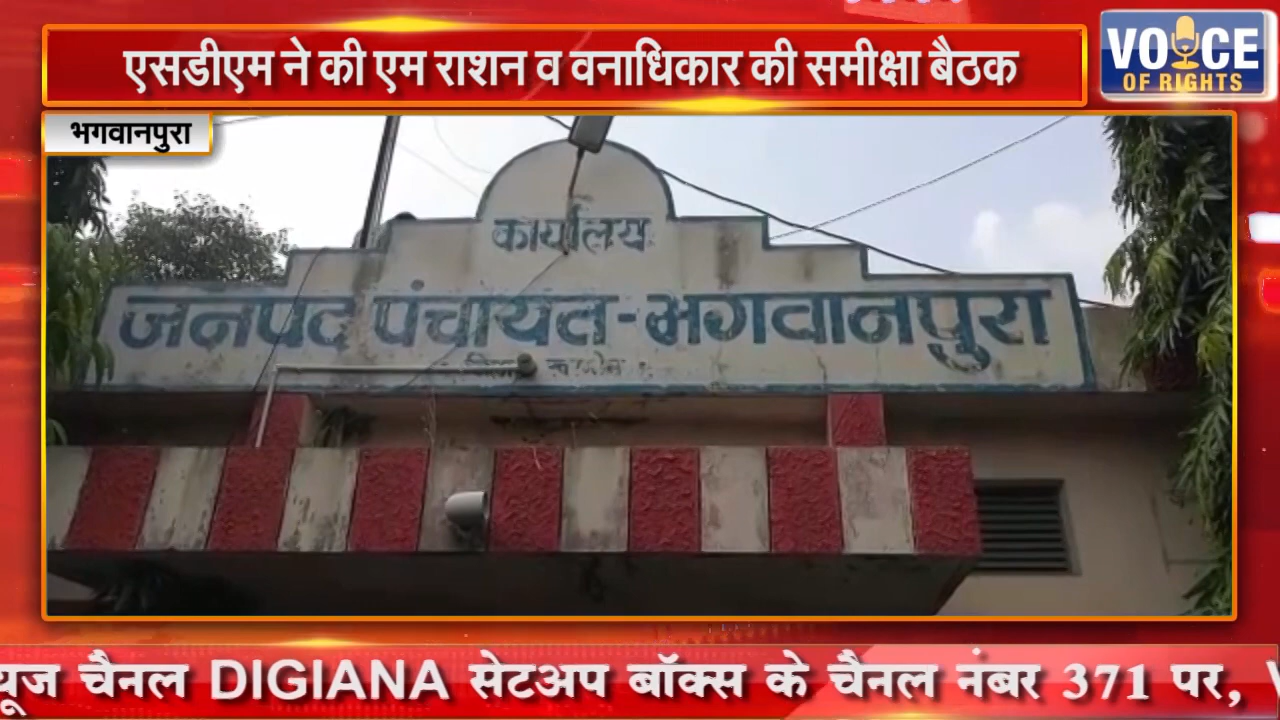 एसडीएम ने की एम राशन व वनाधिकार की समीक्षा बैठक
VOICE
OF RIGHTS
भगवानपुरा
कार्यालय
जनपद पंचायत-भगवानपुरा
चैनल DIGIANA सेटअप बॉक्स के चैनल नंबर 371 पर,